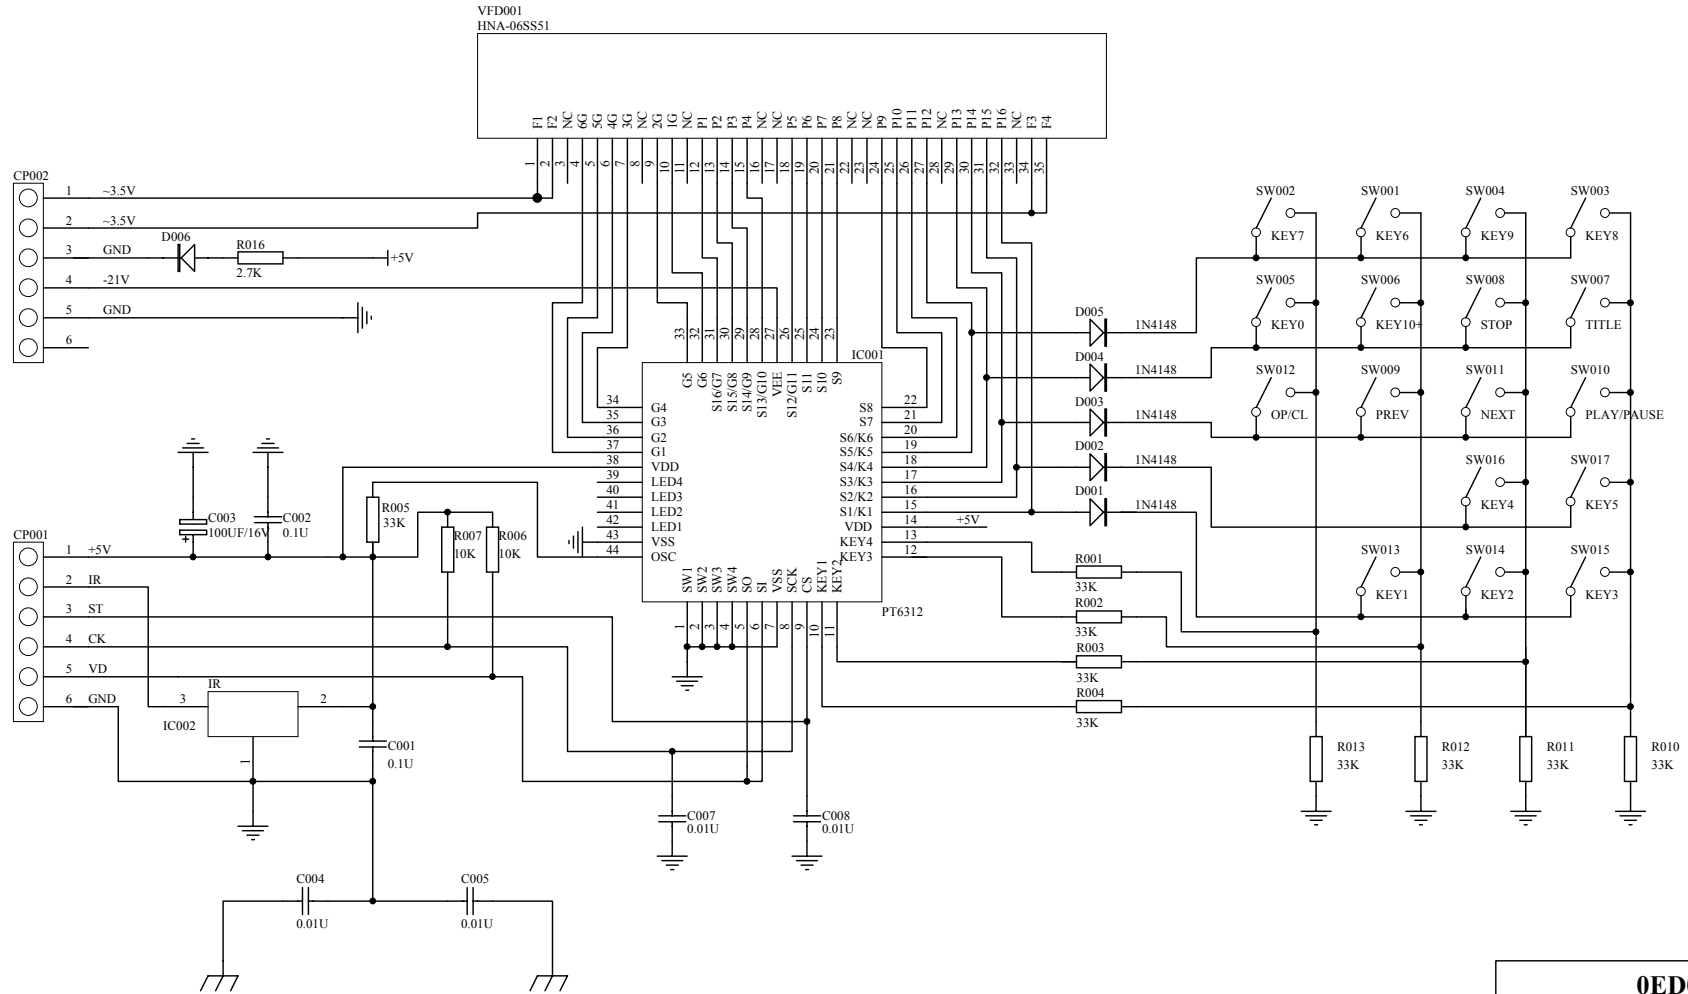 VFD001
HNA-06SS51
F1 F2 NC 6G 5G 4G 3G NC 2G 1G NC P1 P2 P3 P4 NC NC P5 P6 P7 P8 NC NC P9 P10 P11 P12 NC P13 P14 P15 P16 NC F3 F4
1 2 3 4 5 6 7 8 9 10 11 12 13 14 15 16 17 18 19 20 21 22 23 24 25 26 27 28 29 30 31 32 33 34 35
CP002
1 ~3.5V
2 ~3.5V
3 GND
D006
R016
2.7K
+5V
4 -21V
5 GND
6
SW002 SW001 SW004 SW003
KEY7 KEY6 KEY9 KEY8
SW005 SW006 SW008 SW007
KEY0 KEY10+ STOP TITLE
SW012 SW009 SW011 SW010
OP/CL PREV NEXT PLAY/PAUSE
SW016 SW017
KEY4 KEY5
SW013 SW014 SW015
KEY1 KEY2 KEY3
D005
1N4148
D004
1N4148
D003
1N4148
D002
1N4148
D001
1N4148
33 32 31 30 29 28 27 26 25 24 23
IC001
G5 G6 S16/G7 S15/G8 S14/G9 S13/G10 VEE S12/G11 S11 S10 S9
34 G4
35 G3
36 G2
37 G1
38 VDD
39 LED4
40 LED3
41 LED2
42 LED1
43 VSS
44 OSC
S8 22
S7 21
S6/K6 20
S5/K5 19
S4/K4 18
S3/K3 17
S2/K2 16
S1/K1 15
VDD 14 +5V
KEY4 13
KEY3 12
SW1 SW2 SW3 SW4 SO SI VSS SCK CS KEY1 KEY2
1 2 3 4 5 6 7 8 9 10 11
PT6312
C003
100UF/16V
+
C002
0.1U
R005
33K
R007
10K
R006
10K
CP001
1 +5V
2 IR
3 ST
4 CK
5 VD
6 GND
IR
3 2
IC002
1
C001
0.1U
R001
33K
R002
33K
R003
33K
R004
33K
R013
33K
R012
33K
R011
33K
R010
33K
C007
0.01U
C008
0.01U
C004
0.01U
C005
0.01U